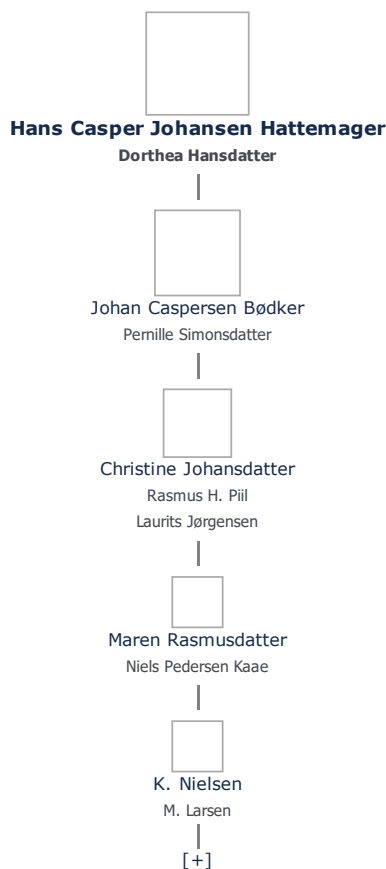 Hans Casper Johansen Hattemager
Dorthea Hansdatter
Johan Caspersen Bødker
Pernille Simonsdatter
Christine Johansdatter
Rasmus H. Piil
Laurits Jørgensen
Maren Rasmusdatter
Niels Pedersen Kaae
K. Nielsen
M. Larsen
[+]